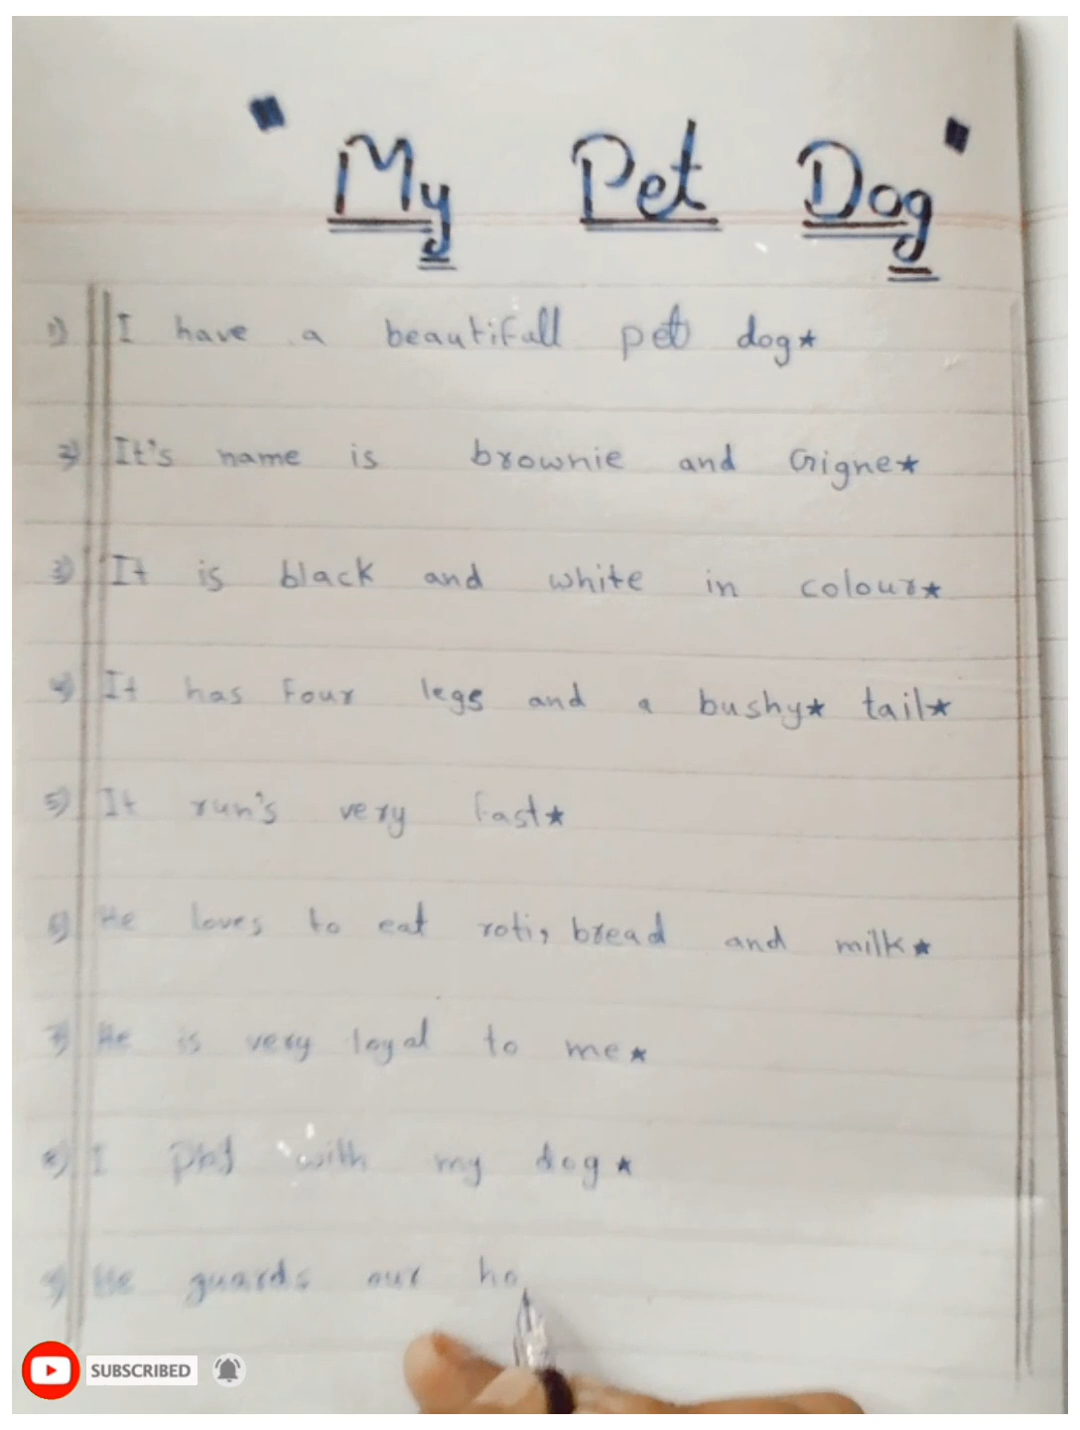 " My Pet Dog "
1) I have a beautifall pet dog★
2) It's name is brownie and Gigne★
3) It is black and white in colour★
4) It has Four legs and a bushy★ tail★
5) It run's very fast★
6) He loves to eat roti, bread and milk★
7) He is very loyal to me★
8) I play with my dog★
9) He guards our ho
SUBSCRIBED